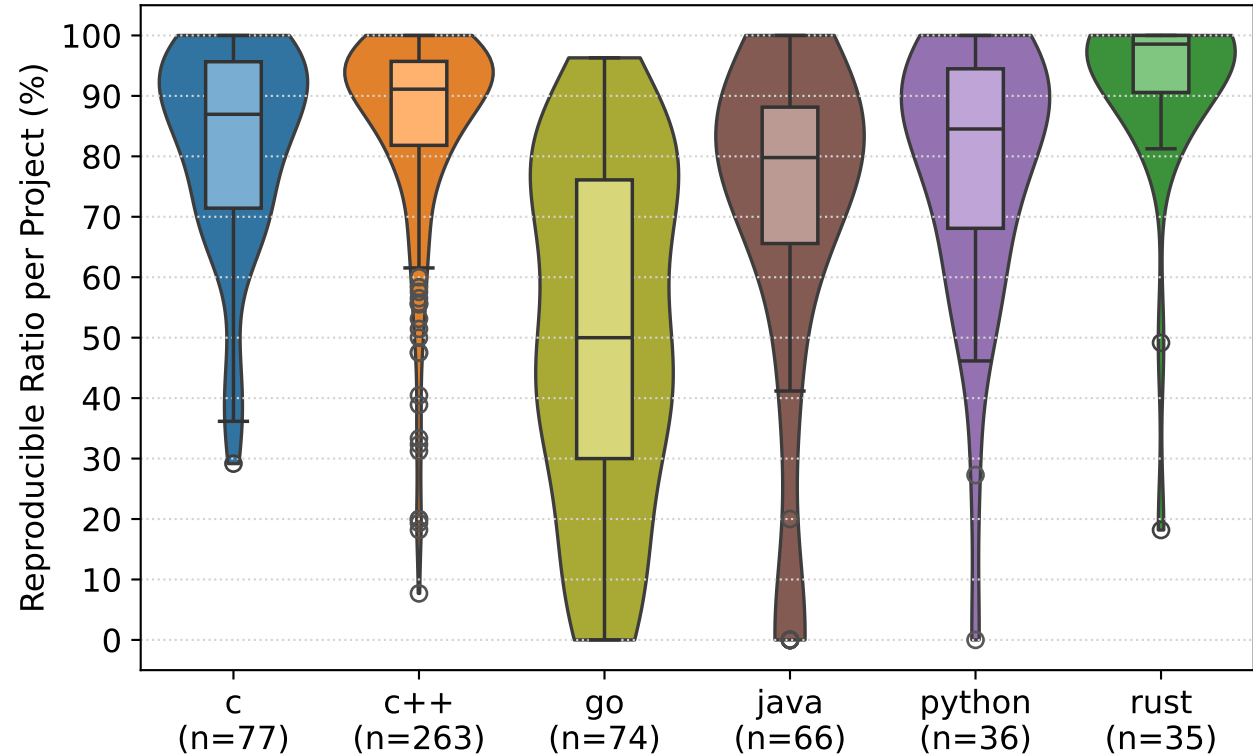 Reproducible Ratio per Project (%)
100
90
80
70
60
50
40
30
20
10
0
c
(n=77)
c++
(n=263)
go
(n=74)
java
(n=66)
python
(n=36)
rust
(n=35)